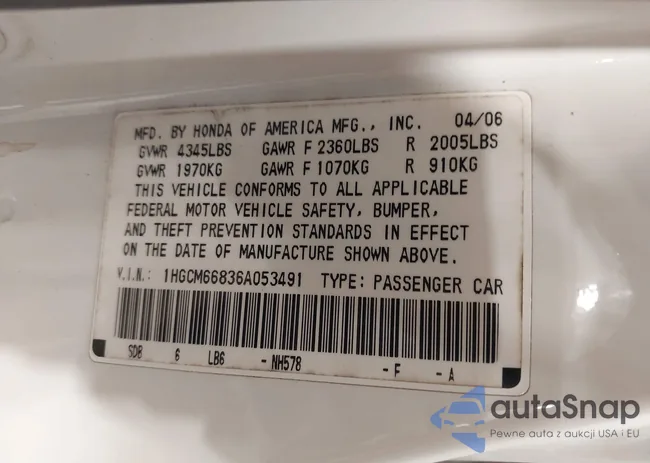 MFD. BY HONDA OF AMERICA MFG., INC. 04/06
GVWR 4345LBS GAWR F 2360LBS R 2005LBS
GVWR 1970KG GAWR F 1070KG R 910KG
THIS VEHICLE CONFORMS TO ALL APPLICABLE
FEDERAL MOTOR VEHICLE SAFETY, BUMPER,
AND THEFT PREVENTION STANDARDS IN EFFECT
ON THE DATE OF MANUFACTURE SHOWN ABOVE.
V.I.N.: 1HGCM66836A053491 TYPE: PASSENGER CAR
SDB 6 LB6 -NH578 -F -A
autoSnap
Pewne auta z aukcji USA i EU